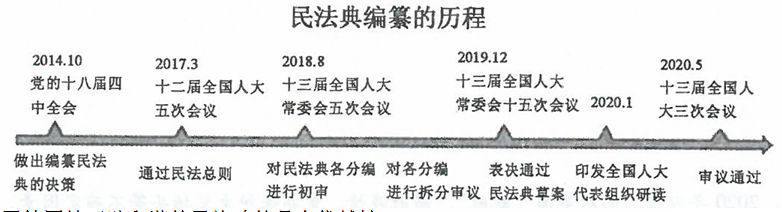 民法典编纂的历程
2014.10
党的十八届四
中全会
2017.3
十二届全国人大
五次会议
2018.8
十三届全国人大
常委会五次会议
2019.12
十三届全国人大
常委会十五次会议
2020.1
2020.5
十三届全国人
大三次会议
做出编纂民法
典的决策
通过民法总则
对民法典各分编
进行初审
对各分编
进行拆分审议
表决通过
民法典草案
印发全国人大
代表组织研读
审议通过